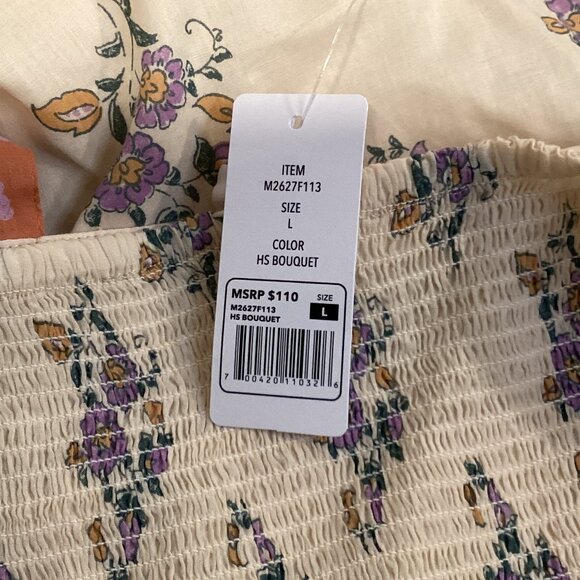 ITEM
M2627F113
SIZE
L
COLOR
HS BOUQUET
MSRP $110 SIZE
M2627F113 L
HS BOUQUET
7 00420 11032 6